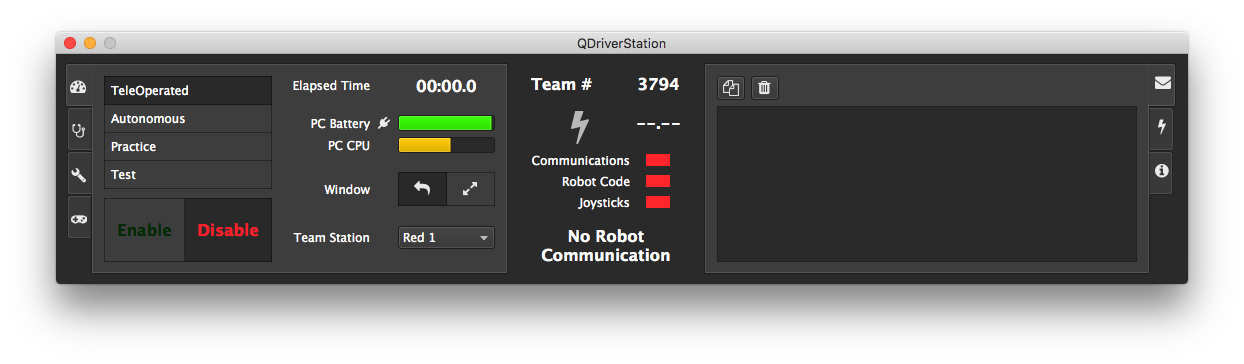 QDriverStation
TeleOperated
Autonomous
Practice
Test
Enable
Disable
Elapsed Time
00:00.0
PC Battery
PC CPU
Window
Team Station
Red 1
Team #
3794
--.--
Communications
Robot Code
Joysticks
No Robot
Communication